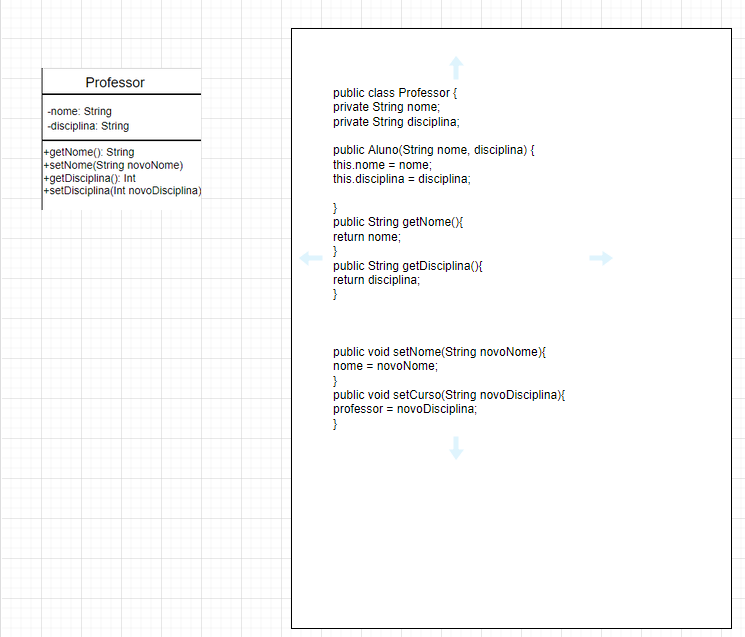 Professor
-nome: String
-disciplina: String
+getNome(): String
+setNome(String novoNome)
+getDisciplina(): Int
+setDisciplina(Int novoDisciplina)
public class Professor {
private String nome;
private String disciplina;
public Aluno(String nome, disciplina) {
this.nome = nome;
this.disciplina = disciplina;
}
public String getNome(){
return nome;
}
public String getDisciplina(){
return disciplina;
}
public void setNome(String novoNome){
nome = novoNome;
}
public void setCurso(String novoDisciplina){
professor = novoDisciplina;
}